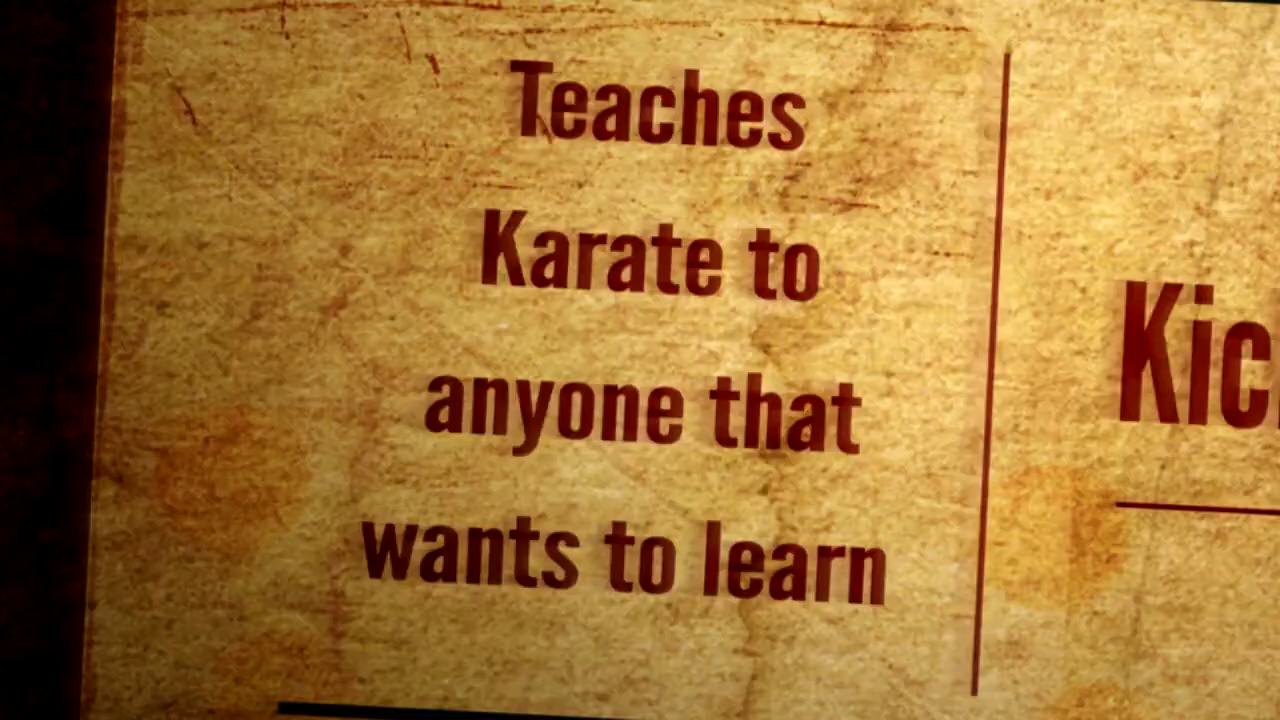 Teaches
Karate to
anyone that
wants to learn